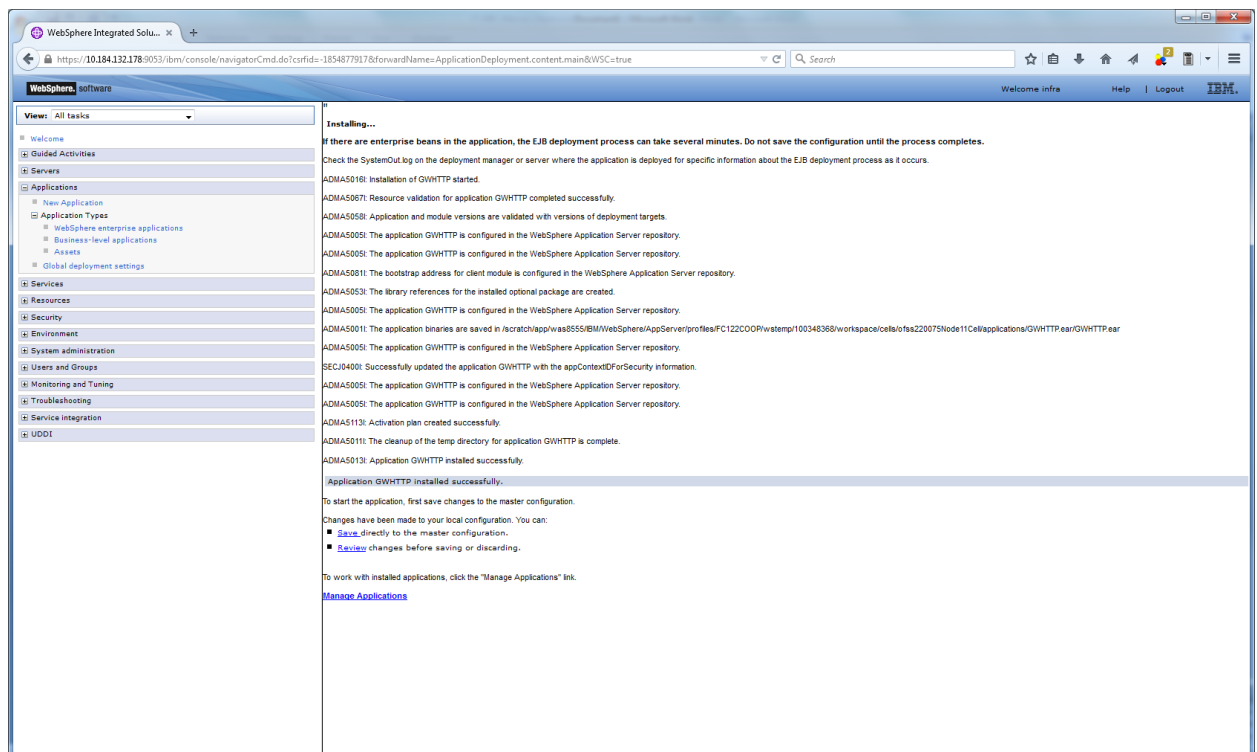 WebSphere Integrated Solu...
https://10.184.132.178:9053/ibm/console/navigatorCmd.do?csrfid=-1854877917&forwardName=ApplicationDeployment.content.main&WSC=true
Search
2
WebSphere. software
Welcome infra
Help | Logout
IBM.
View: All tasks
Welcome
Guided Activities
Servers
Applications
New Application
Application Types
WebSphere enterprise applications
Business-level applications
Assets
Global deployment settings
Services
Resources
Security
Environment
System administration
Users and Groups
Monitoring and Tuning
Troubleshooting
Service integration
UDDI
"
Installing...
If there are enterprise beans in the application, the EJB deployment process can take several minutes. Do not save the configuration until the process completes.
Check the SystemOut.log on the deployment manager or server where the application is deployed for specific information about the EJB deployment process as it occurs.
ADMA5016I: Installation of GWHTTP started.
ADMA5067I: Resource validation for application GWHTTP completed successfully.
ADMA5058I: Application and module versions are validated with versions of deployment targets.
ADMA5005I: The application GWHTTP is configured in the WebSphere Application Server repository.
ADMA5005I: The application GWHTTP is configured in the WebSphere Application Server repository.
ADMA5081I: The bootstrap address for client module is configured in the WebSphere Application Server repository.
ADMA5053I: The library references for the installed optional package are created.
ADMA5005I: The application GWHTTP is configured in the WebSphere Application Server repository.
ADMA5001I: The application binaries are saved in /scratch/app/was8555/IBM/WebSphere/AppServer/profiles/FC122COOP/wstemp/100348368/workspace/cells/ofss220075Node11Cell/applications/GWHTTP.ear/GWHTTP.ear
ADMA5005I: The application GWHTTP is configured in the WebSphere Application Server repository.
SECJ0400I: Successfully updated the application GWHTTP with the appContextIDForSecurity information.
ADMA5005I: The application GWHTTP is configured in the WebSphere Application Server repository.
ADMA5005I: The application GWHTTP is configured in the WebSphere Application Server repository.
ADMA5113I: Activation plan created successfully.
ADMA5011I: The cleanup of the temp directory for application GWHTTP is complete.
ADMA5013I: Application GWHTTP installed successfully.
Application GWHTTP installed successfully.
To start the application, first save changes to the master configuration.
Changes have been made to your local configuration. You can:
Save directly to the master configuration.
Review changes before saving or discarding.
To work with installed applications, click the "Manage Applications" link.
Manage Applications